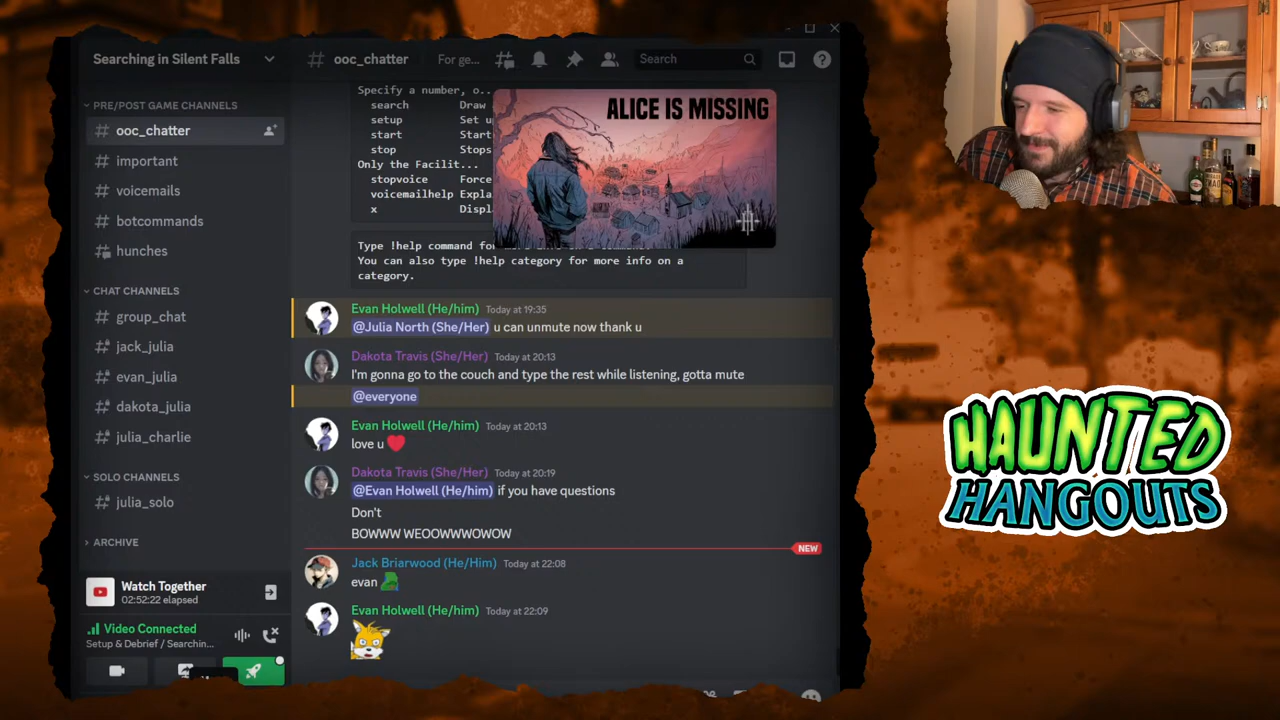 Searching in Silent Falls
PRE/POST GAME CHANNELS
ooc_chatter
important
voicemails
botcommands
hunches
CHAT CHANNELS
group_chat
jack_julia
evan_julia
dakota_julia
julia_charlie
SOLO CHANNELS
julia_solo
ARCHIVE
Watch Together
02:52:22 elapsed
Video Connected
Setup & Debrief / Searchin...
ooc_chatter
For ge...
Search
Specify a number, o...
search Draw
setup Set u
start Start
stop Stops
Only the Facilit...
stopvoice Force
voicemailhelp Expla
x Displ
ALICE IS MISSING
Type !help command for
You can also type !help category for more info on a
category.
Evan Holwell (He/him) Today at 19:35
@Julia North (She/Her) u can unmute now thank u
Dakota Travis (She/Her) Today at 20:13
I'm gonna go to the couch and type the rest while listening, gotta mute
@everyone
Evan Holwell (He/him) Today at 20:13
love u
Dakota Travis (She/Her) Today at 20:19
@Evan Holwell (He/him) if you have questions
Don't
BOWWW WEOOWWWOWOW
NEW
Jack Briarwood (He/Him) Today at 22:08
evan
Evan Holwell (He/him) Today at 22:09
HAUNTED
HANGOUTS